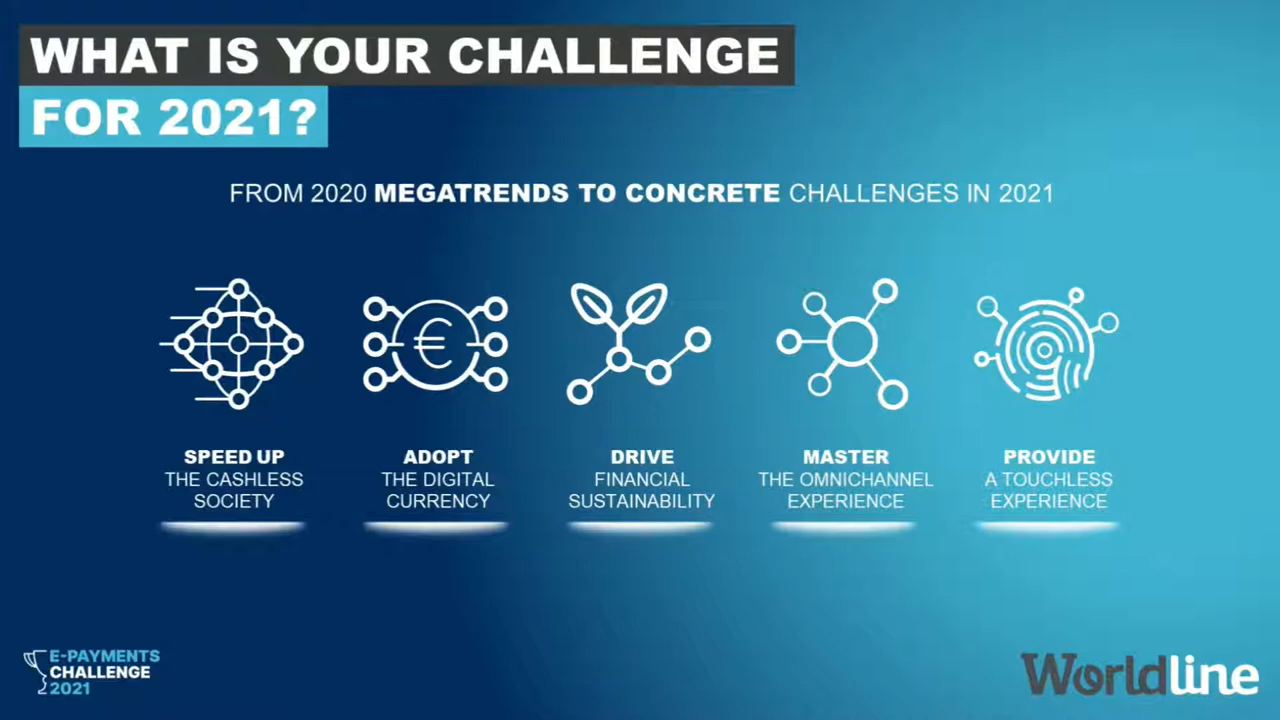 WHAT IS YOUR CHALLENGE
FOR 2021?
FROM 2020 MEGATRENDS TO CONCRETE CHALLENGES IN 2021
SPEED UP
THE CASHLESS
SOCIETY
ADOPT
THE DIGITAL
CURRENCY
DRIVE
FINANCIAL
SUSTAINABILITY
MASTER
THE OMNICHANNEL
EXPERIENCE
PROVIDE
A TOUCHLESS
EXPERIENCE
E-PAYMENTS
CHALLENGE
2021
Worldline